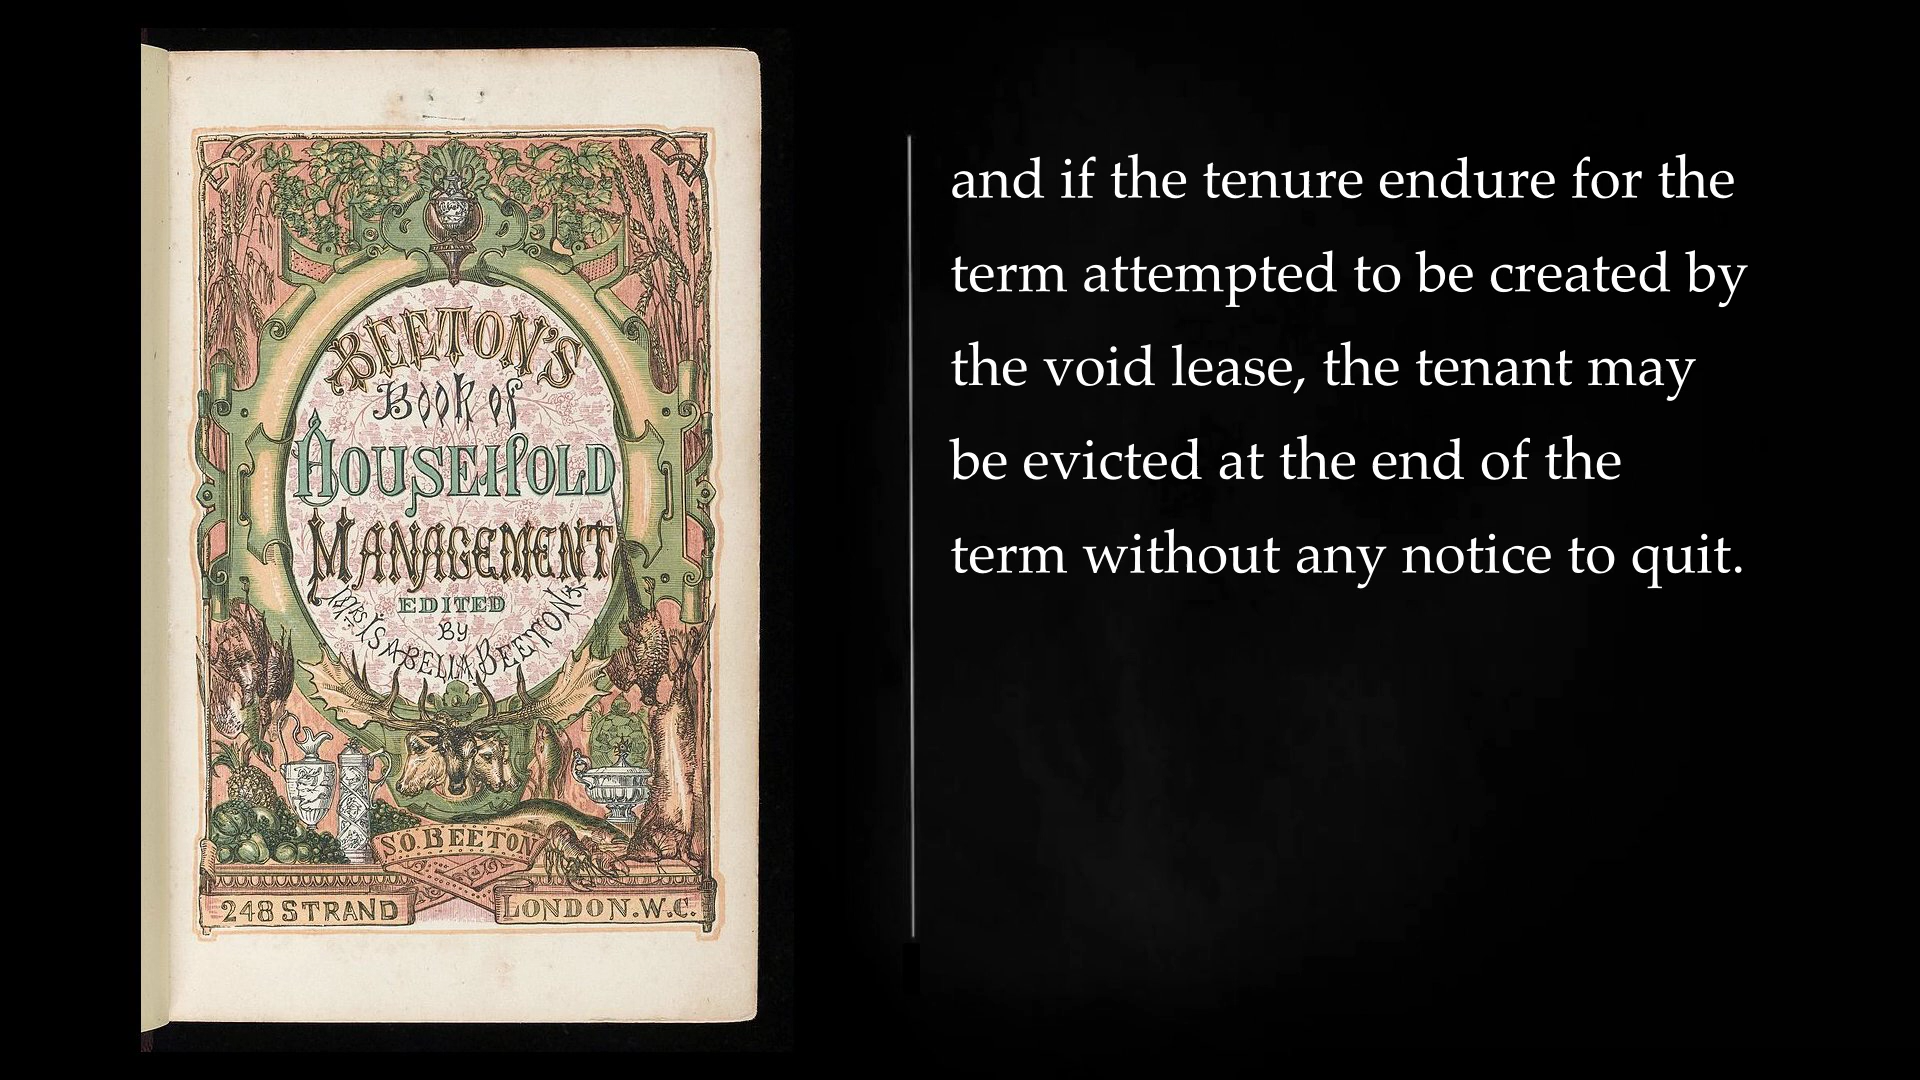 BEETON'S
Book of
HOUSEHOLD
MANAGEMENT
EDITED
BY
MRS ISABELLA BEETON
S.O. BEETON
248 STRAND
LONDON. W.C.
and if the tenure endure for the
term attempted to be created by
the void lease, the tenant may
be evicted at the end of the
term without any notice to quit.